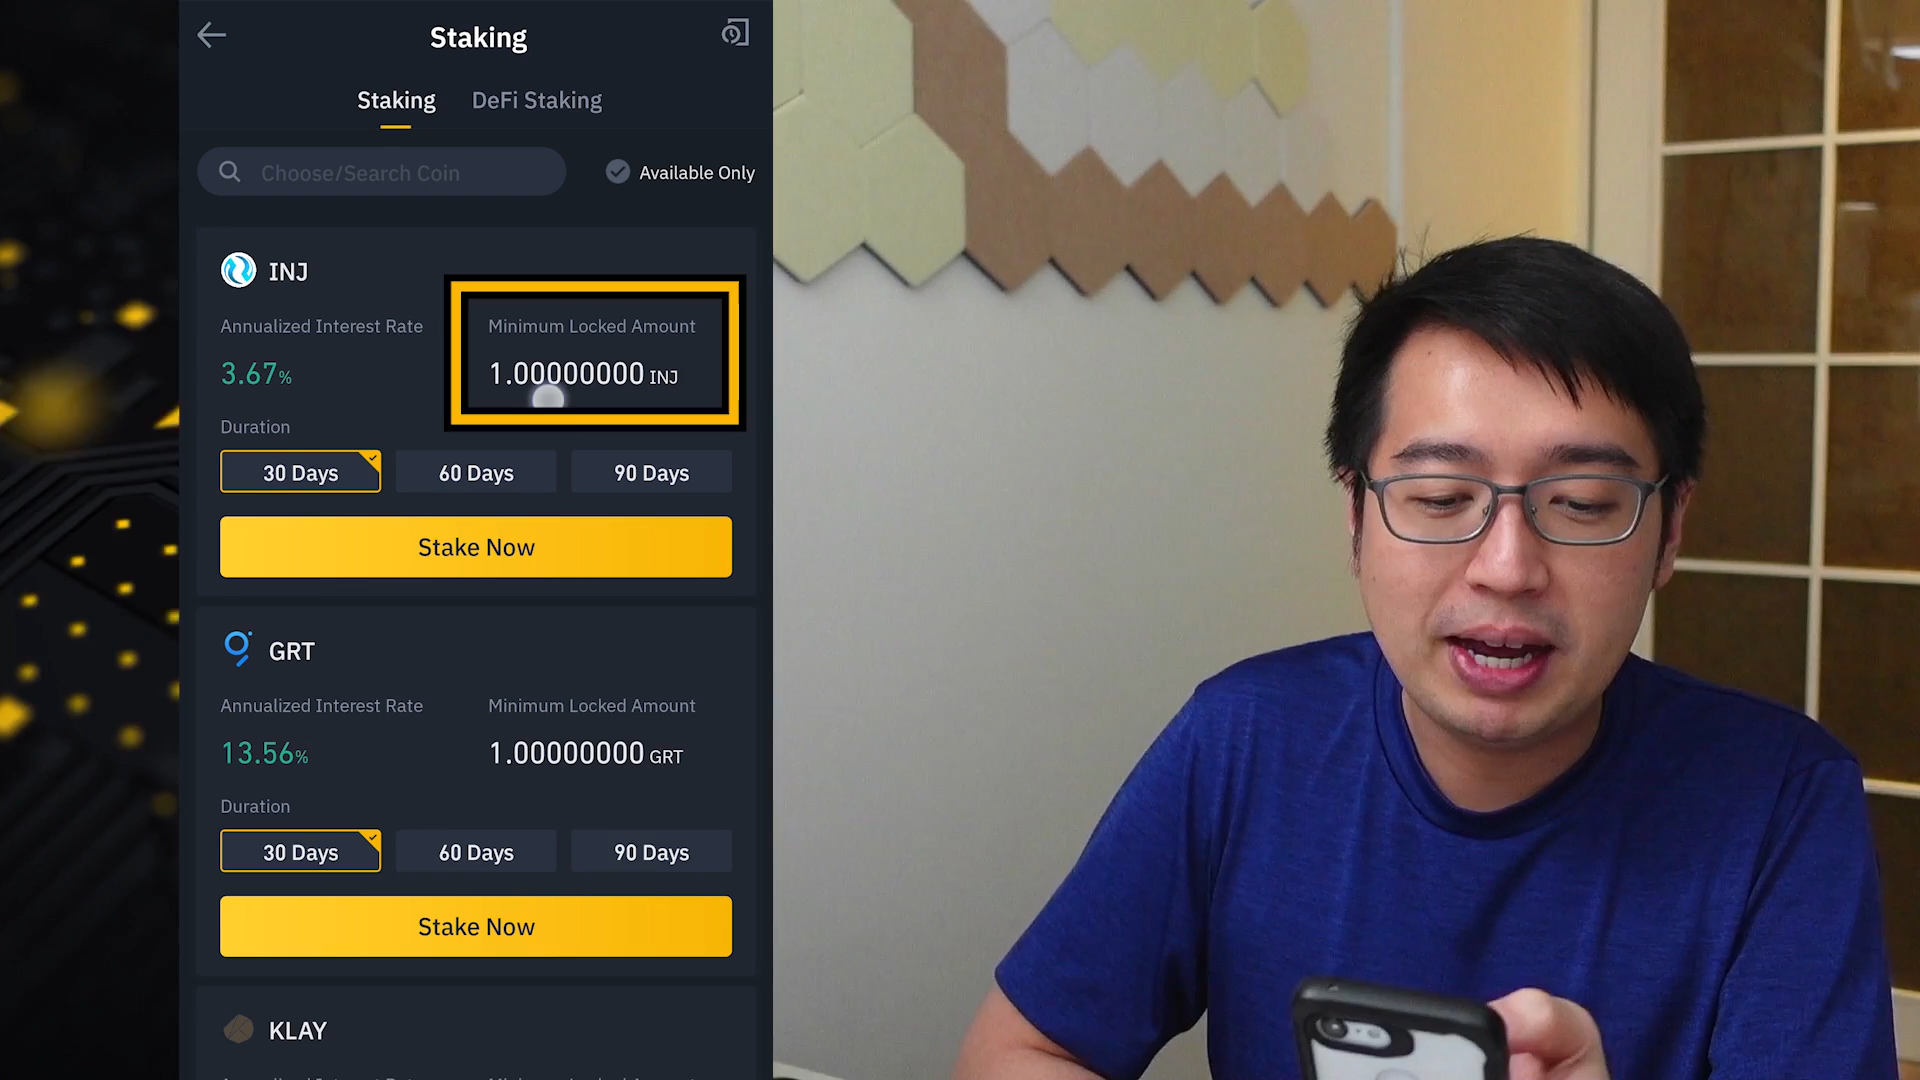 Staking
Staking DeFi Staking
Choose/Search Coin Available Only
INJ
Annualized Interest Rate Minimum Locked Amount
3.67% 1.00000000 INJ
Duration
30 Days 60 Days 90 Days
Stake Now
GRT
Annualized Interest Rate Minimum Locked Amount
13.56% 1.00000000 GRT
Duration
30 Days 60 Days 90 Days
Stake Now
KLAY